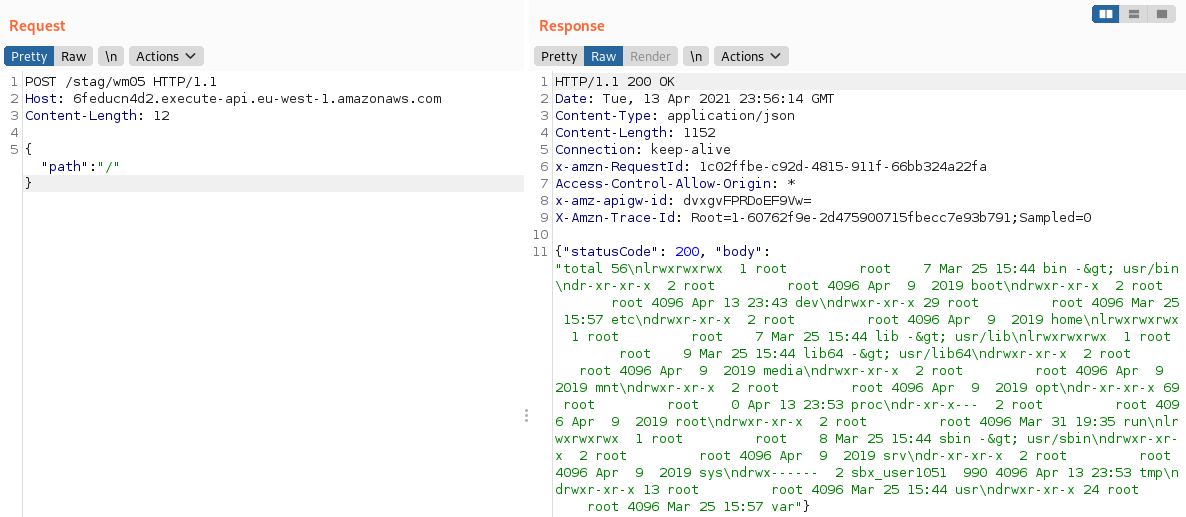 Request
Pretty Raw \n Actions
1 POST /stag/wm05 HTTP/1.1
2 Host: 6feducn4d2.execute-api.eu-west-1.amazonaws.com
3 Content-Length: 12
4
5 {
"path":"/"
}
Response
Pretty Raw Render \n Actions
1 HTTP/1.1 200 OK
2 Date: Tue, 13 Apr 2021 23:56:14 GMT
3 Content-Type: application/json
4 Content-Length: 1152
5 Connection: keep-alive
6 x-amzn-RequestId: 1c02ffbe-c92d-4815-911f-66bb324a22fa
7 Access-Control-Allow-Origin: *
8 x-amz-apigw-id: dvxgvFPRDoEF9Vw=
9 X-Amzn-Trace-Id: Root=1-60762f9e-2d475900715fbecc7e93b791;Sampled=0
10
11 {"statusCode": 200, "body":
"total 56\nlrwxrwxrwx  1 root         root    7 Mar 25 15:44 bin -&gt; usr/bin
\ndr-xr-xr-x  2 root         root 4096 Apr  9  2019 boot\ndrwxr-xr-x  2 root
root 4096 Apr 13 23:43 dev\ndrwxr-xr-x 29 root         root 4096 Mar 25
15:57 etc\ndrwxr-xr-x  2 root         root 4096 Apr  9  2019 home\nlrwxrwxrwx
1 root         root    7 Mar 25 15:44 lib -&gt; usr/lib\nlrwxrwxrwx  1 root
root    9 Mar 25 15:44 lib64 -&gt; usr/lib64\ndrwxr-xr-x  2 root
root 4096 Apr  9  2019 media\ndrwxr-xr-x  2 root         root 4096 Apr  9
2019 mnt\ndrwxr-xr-x  2 root         root 4096 Apr  9  2019 opt\ndr-xr-xr-x 69
root         root    0 Apr 13 23:53 proc\ndr-xr-x---  2 root         root 409
6 Apr  9  2019 root\ndrwxr-xr-x  2 root         root 4096 Mar 31 19:35 run\nlr
wxrwxrwx  1 root         root    8 Mar 25 15:44 sbin -&gt; usr/sbin\ndrwxr-xr-
x  2 root         root 4096 Apr  9  2019 srv\ndr-xr-xr-x  2 root         root
4096 Apr  9  2019 sys\ndrwx------  2 sbx_user1051  990 4096 Apr 13 23:53 tmp\n
drwxr-xr-x 13 root         root 4096 Mar 25 15:44 usr\ndrwxr-xr-x 24 root
root 4096 Mar 25 15:57 var"}